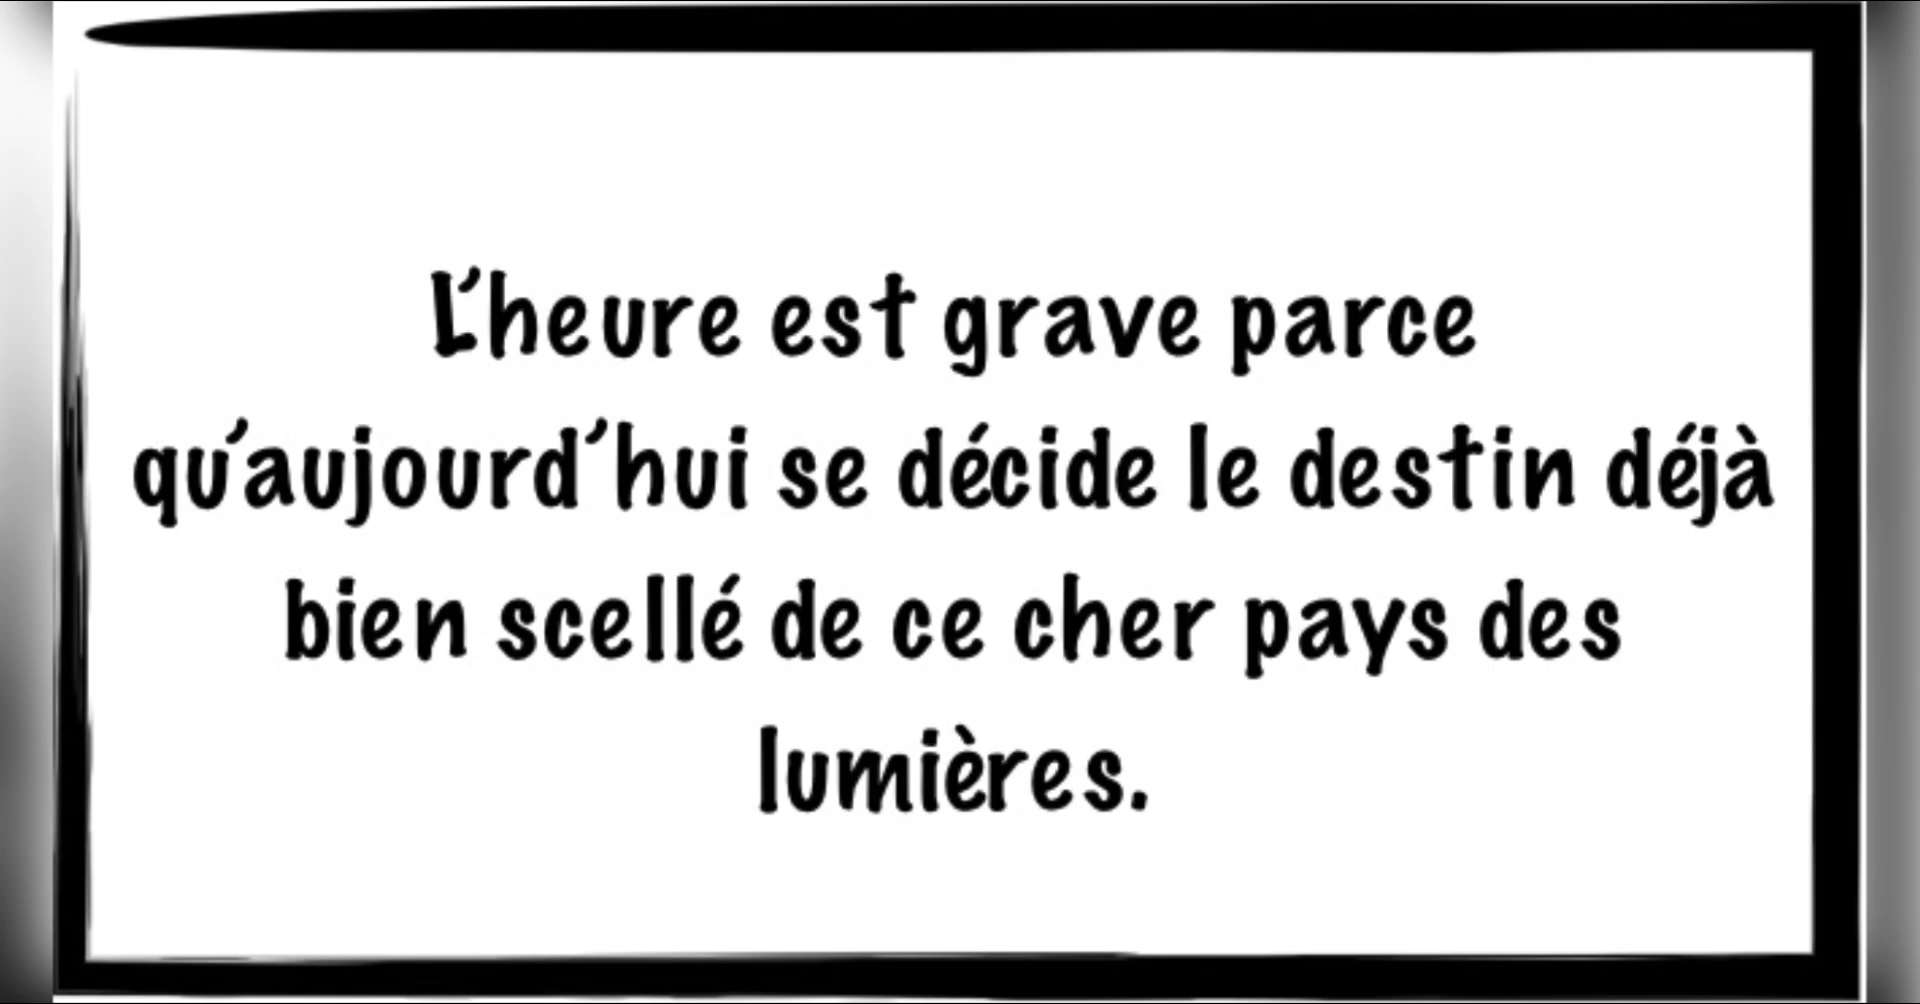 L'heure est grave parce
qu'aujourd'hui se décide le destin déjà
bien scellé de ce cher pays des
lumières.